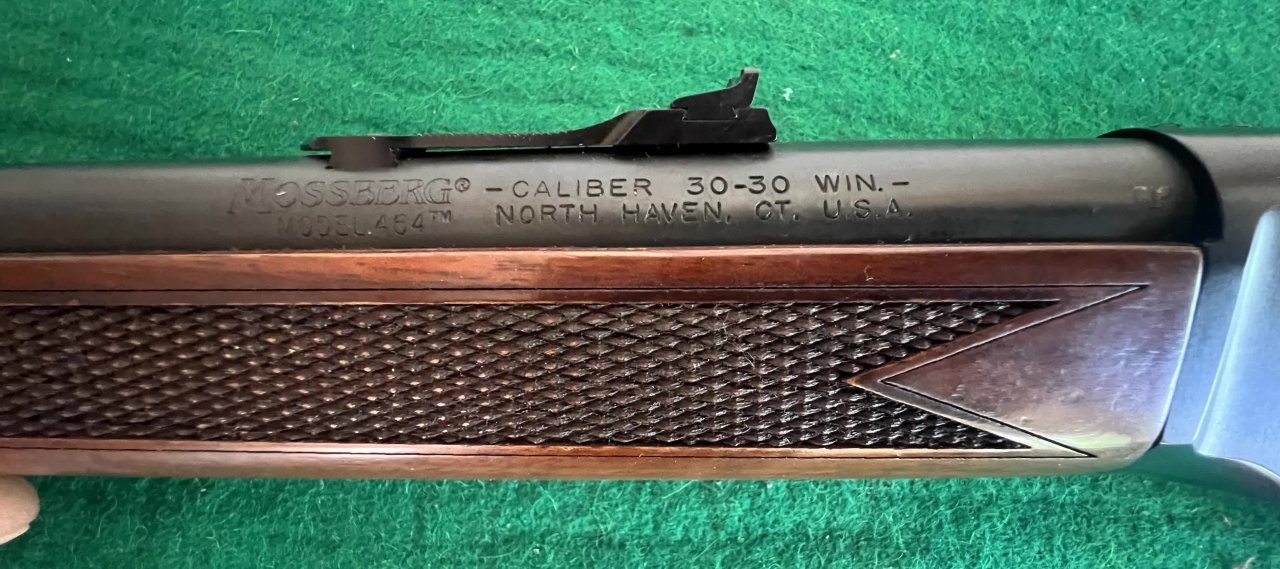 MOSSBERG® -CALIBER 30-30 WIN.-
MODEL 464™ NORTH HAVEN, CT. U.S.A.